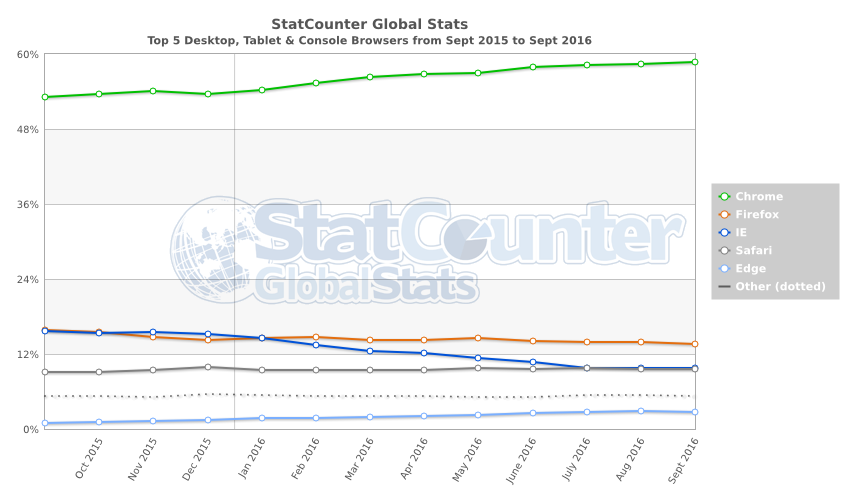 StatCounter Global Stats
Top 5 Desktop, Tablet & Console Browsers from Sept 2015 to Sept 2016
60%
48%
36%
24%
12%
0%
StatCounter
GlobalStats
Chrome
Firefox
IE
Safari
Edge
Other (dotted)
Oct 2015
Nov 2015
Dec 2015
Jan 2016
Feb 2016
Mar 2016
Apr 2016
May 2016
June 2016
July 2016
Aug 2016
Sept 2016